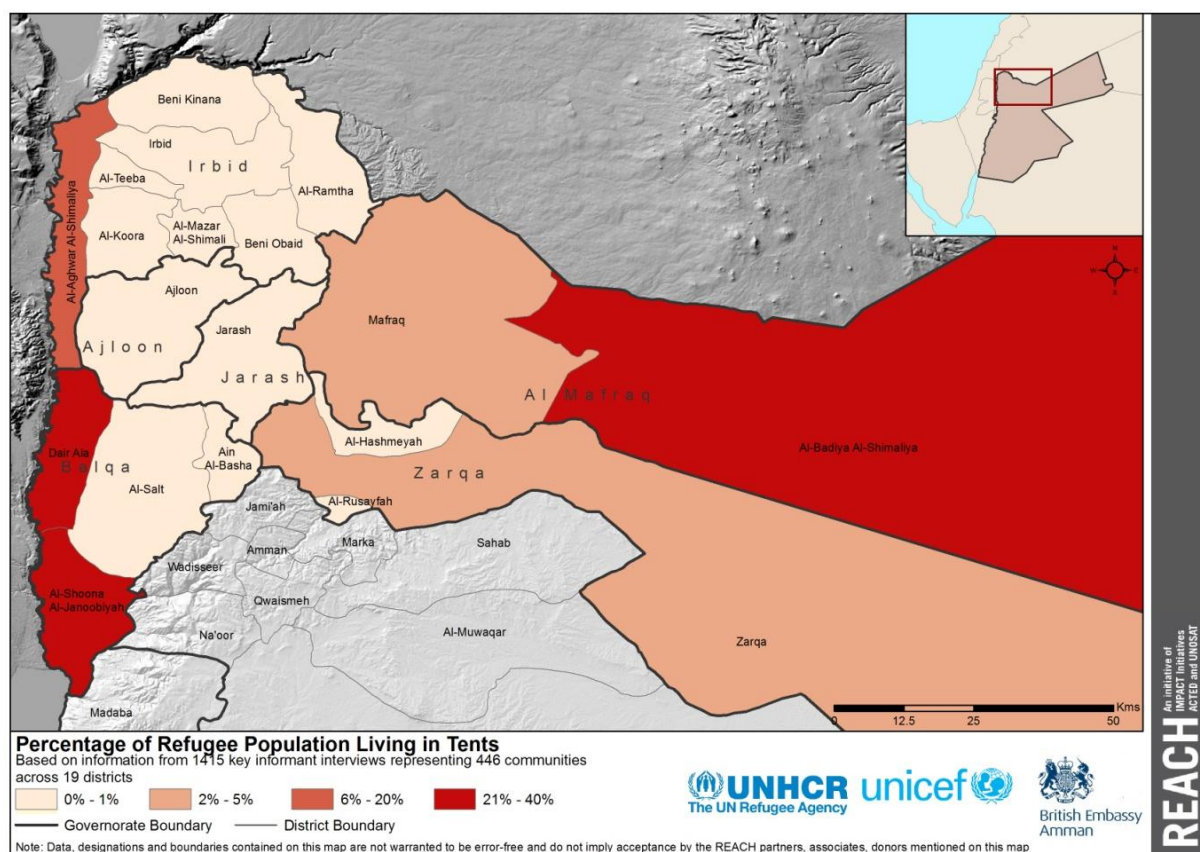 Beni Kinana
Irbid
Irbid
Al-Teeba
Al-Ramtha
Al-Koora
Al-Mazar
Al-Shimali
Beni Obaid
Al-Aghwar Al-Shimaliya
Ajloon
Ajloon
Jarash
Jarash
Mafraq
Al Mafraq
Al-Badiya Al-Shimaliya
Al-Hashmeyah
Zarqa
Dair Ala
Balqa
Ain
Al-Basha
Al-Salt
Al-Rusayfah
Jami'ah
Amman
Marka
Sahab
Wadisseer
Al-Shoona
Al-Janoobiyah
Qwaismeh
Na'oor
Al-Muwaqar
Zarqa
Madaba
N
W
E
S
Kms
0
12.5
25
50
Percentage of Refugee Population Living in Tents
Based on information from 1415 key informant interviews representing 446 communities
across 19 districts
0% - 1%
2% - 5%
6% - 20%
21% - 40%
Governorate Boundary
District Boundary
Note: Data, designations and boundaries contained on this map are not warranted to be error-free and do not imply acceptance by the REACH partners, associates, donors mentioned on this map
UNHCR
The UN Refugee Agency
unicef
British Embassy
Amman
REACH
An initiative of
IMPACT Initiatives
ACTED and UNOSAT